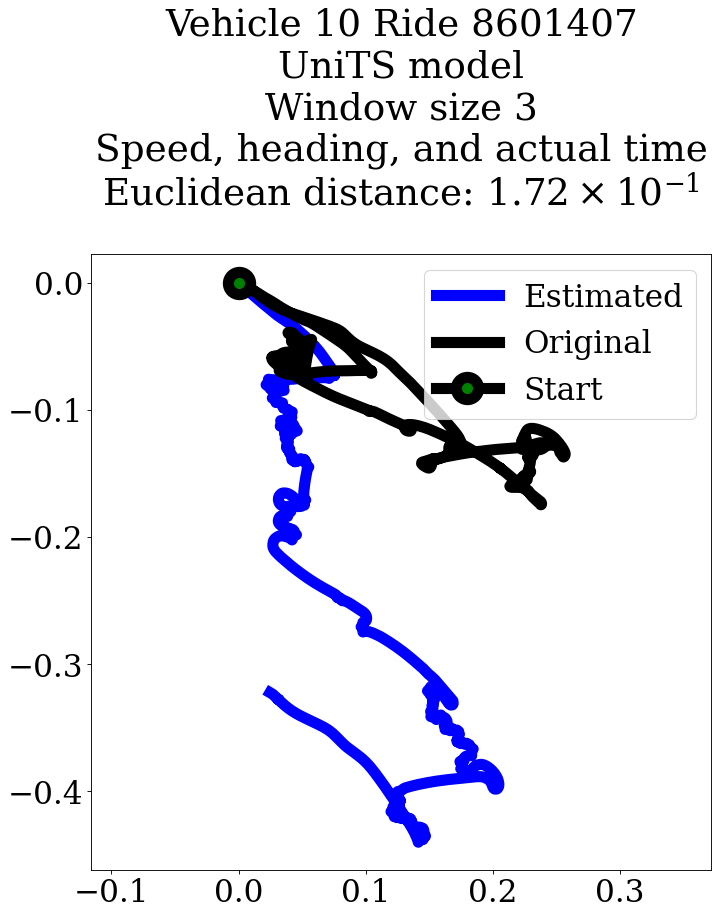 Vehicle 10 Ride 8601407
UniTS model
Window size 3
Speed, heading, and actual time
Euclidean distance: $1.72 \times 10^{-1}$
Estimated
Original
Start
0.0
−0.1
−0.2
−0.3
−0.4
−0.1 0.0 0.1 0.2 0.3